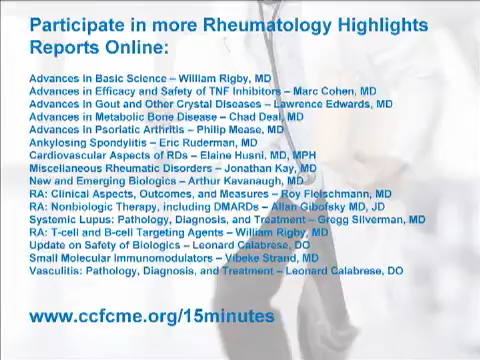 Participate in more Rheumatology Highlights
Reports Online:
Advances in Basic Science – William Rigby, MD
Advances in Efficacy and Safety of TNF Inhibitors – Marc Cohen, MD
Advances in Gout and Other Crystal Diseases – Lawrence Edwards, MD
Advances in Metabolic Bone Disease – Chad Deal, MD
Advances in Psoriatic Arthritis – Philip Mease, MD
Ankylosing Spondylitis – Eric Ruderman, MD
Cardiovascular Aspects of RDs – Elaine Husni, MD, MPH
Miscellaneous Rheumatic Disorders – Jonathan Kay, MD
New and Emerging Biologics – Arthur Kavanaugh, MD
RA: Clinical Aspects, Outcomes, and Measures – Roy Fleischmann, MD
RA: Nonbiologic Therapy, including DMARDs – Allan Gibofsky MD, JD
Systemic Lupus: Pathology, Diagnosis, and Treatment – Gregg Silverman, MD
RA: T-cell and B-cell Targeting Agents – William Rigby, MD
Update on Safety of Biologics – Leonard Calabrese, DO
Small Molecular Immunomodulators – Vibeke Strand, MD
Vasculitis: Pathology, Diagnosis, and Treatment – Leonard Calabrese, DO
www.ccfcme.org/15minutes